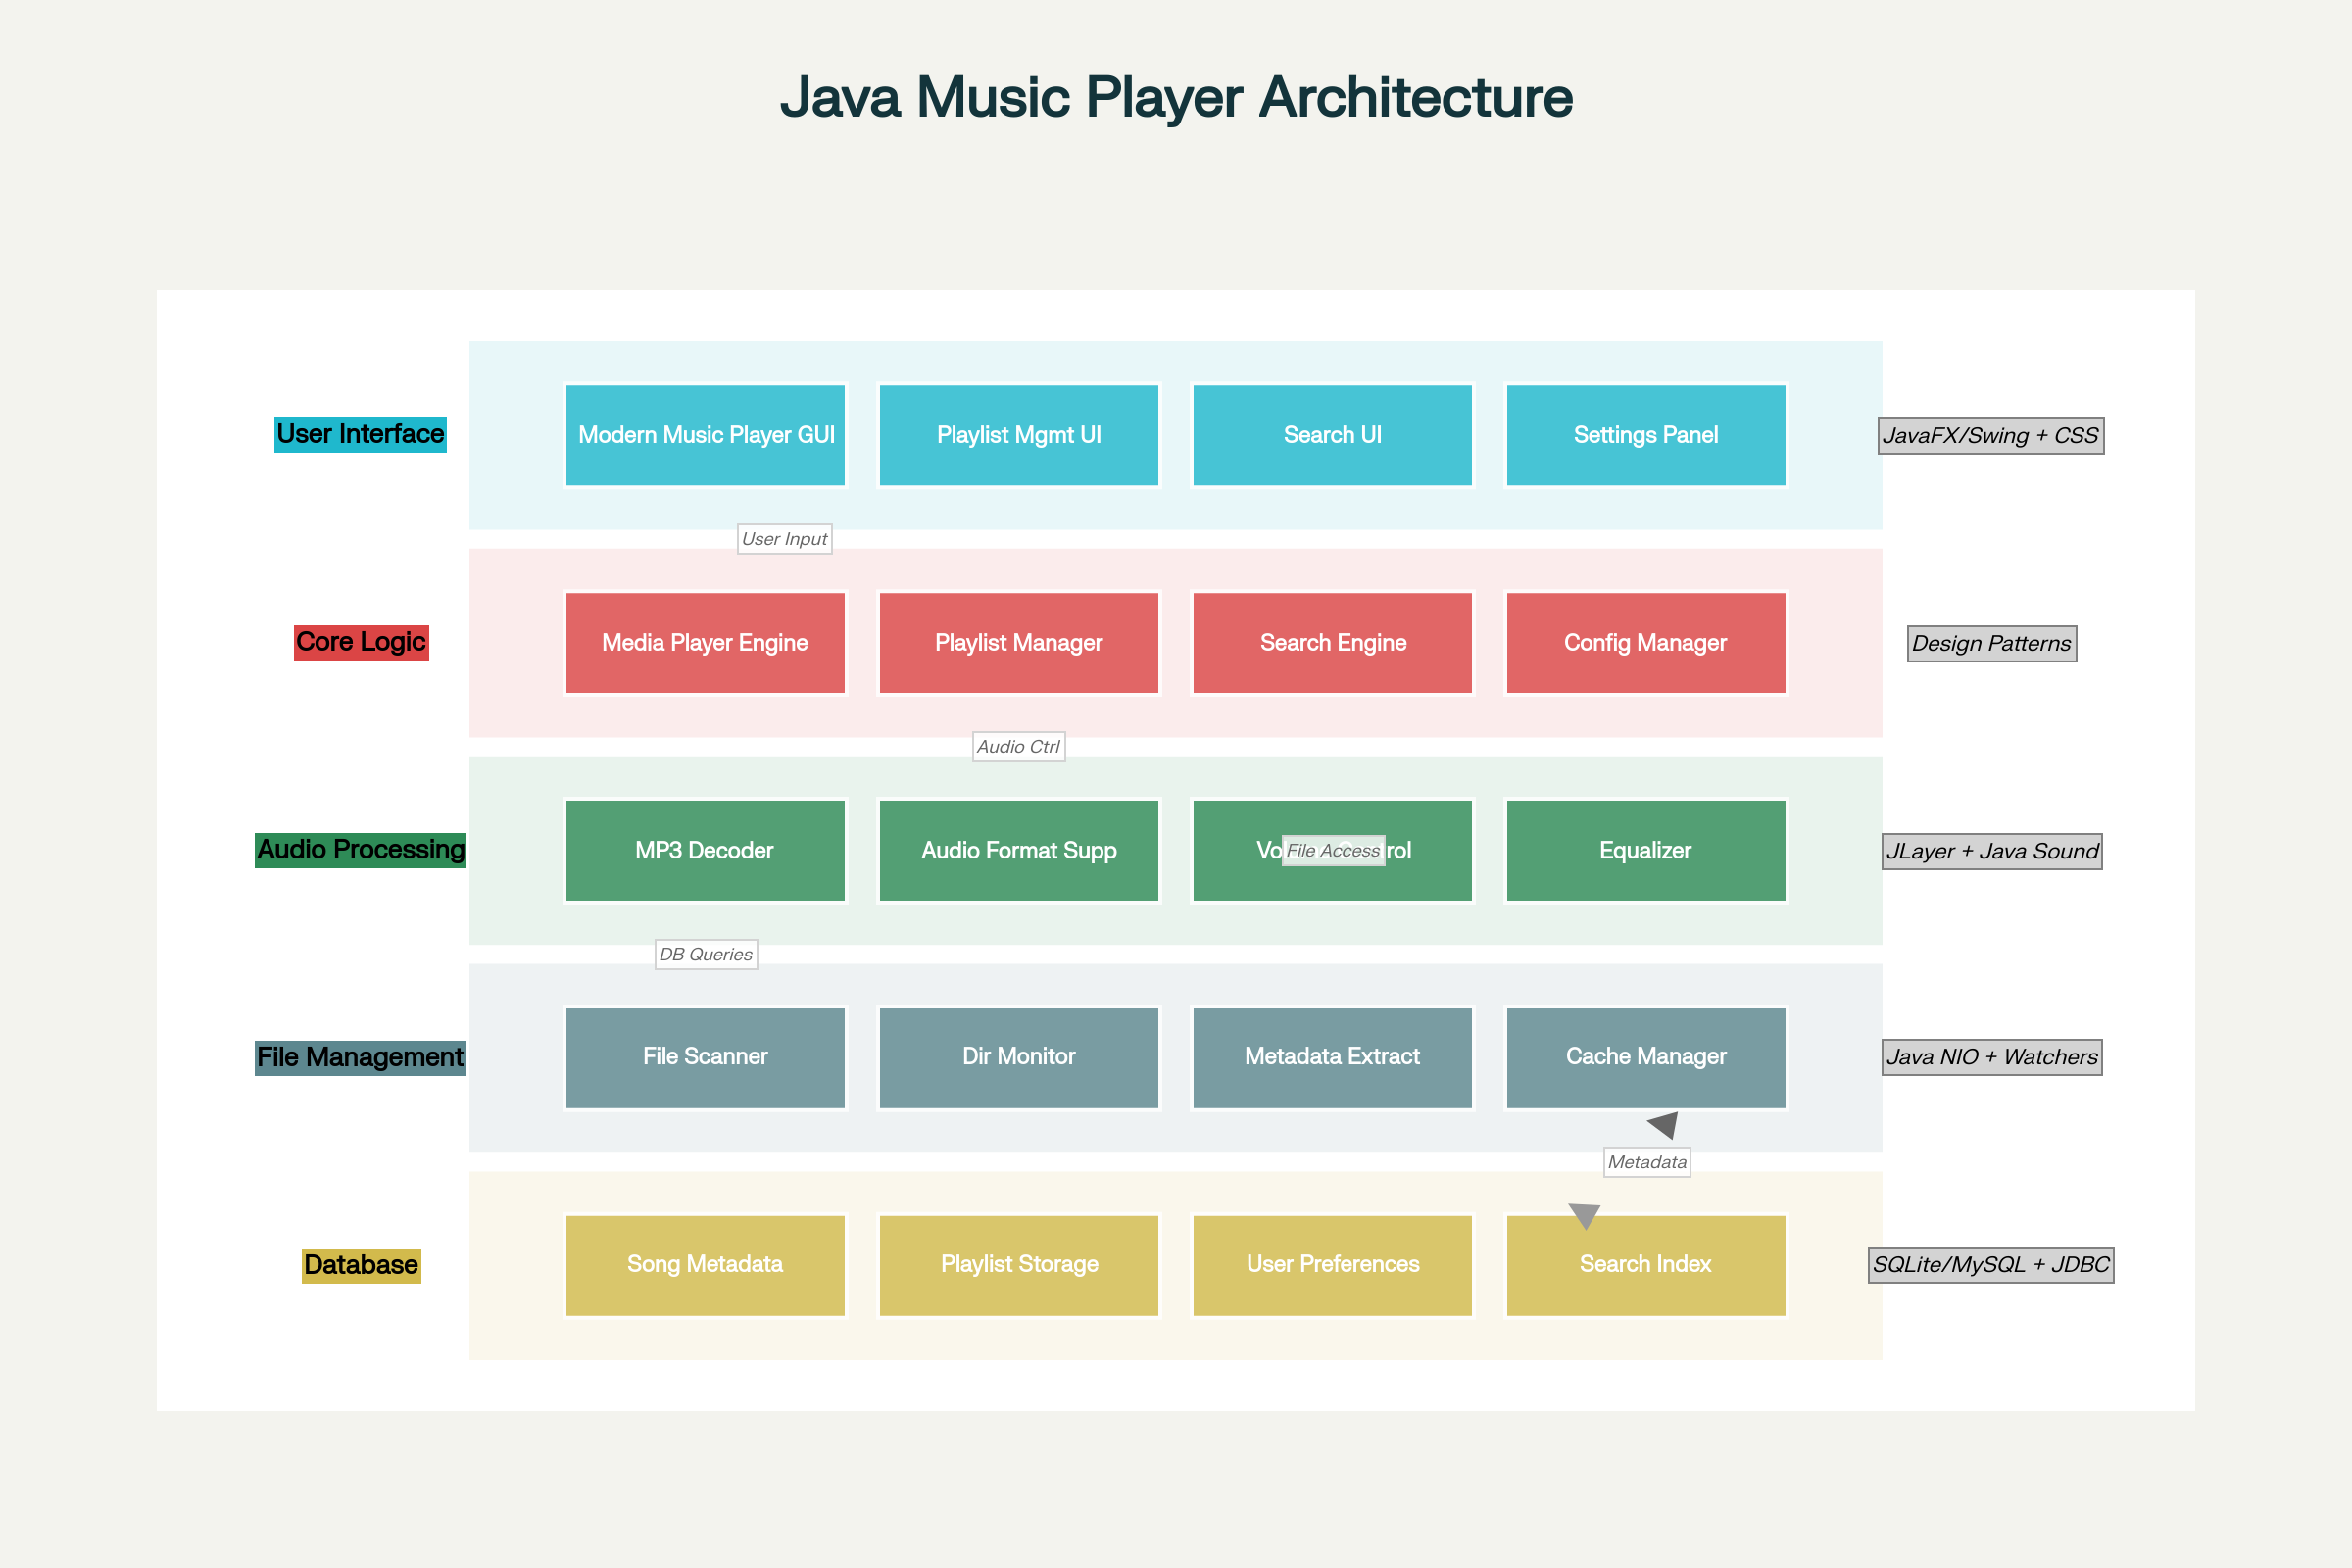 Java Music Player Architecture
User Interface
Modern Music Player GUI
Playlist Mgmt UI
Search UI
Settings Panel
JavaFX/Swing + CSS
User Input
Core Logic
Media Player Engine
Playlist Manager
Search Engine
Config Manager
Design Patterns
Audio Ctrl
Audio Processing
MP3 Decoder
Audio Format Supp
Volume Control
File Access
Equalizer
JLayer + Java Sound
DB Queries
File Management
File Scanner
Dir Monitor
Metadata Extract
Cache Manager
Java NIO + Watchers
Metadata
Database
Song Metadata
Playlist Storage
User Preferences
Search Index
SQLite/MySQL + JDBC